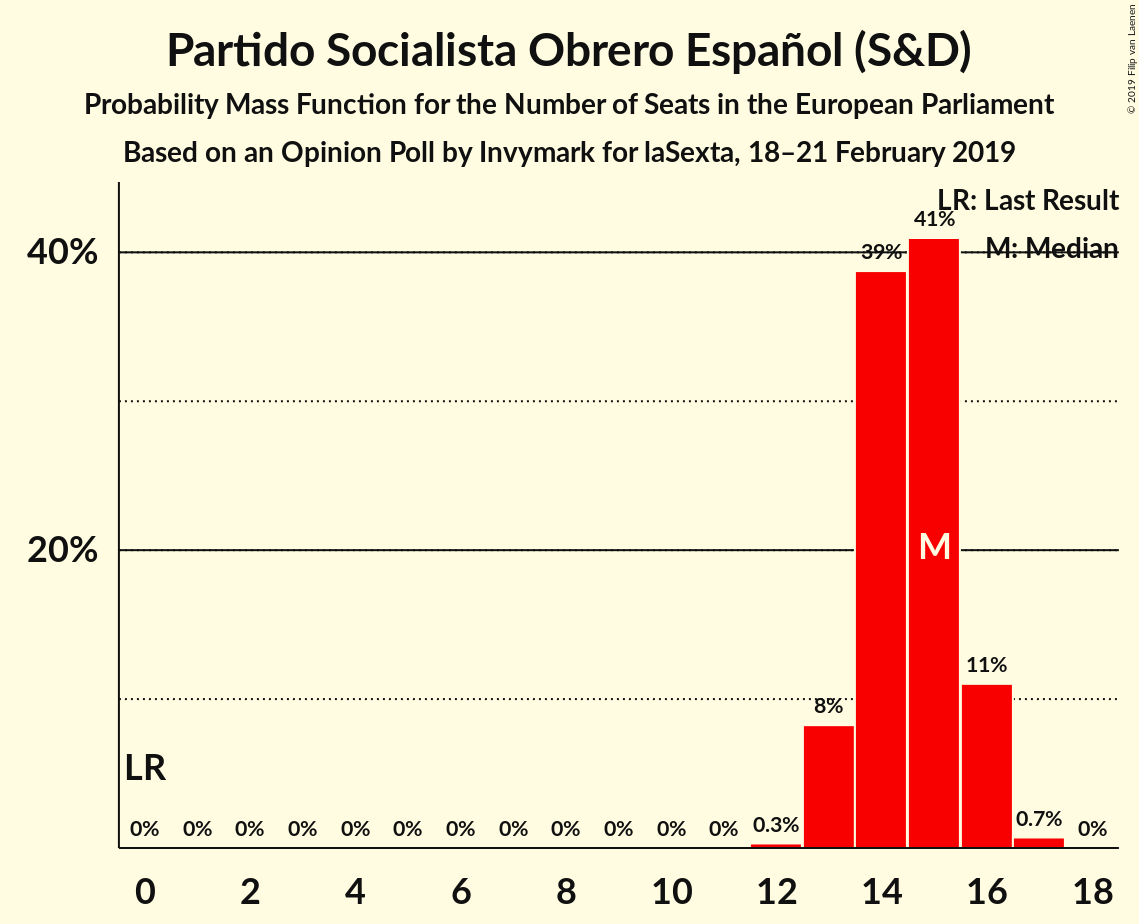 Partido Socialista Obrero Español (S&D)
Probability Mass Function for the Number of Seats in the European Parliament
Based on an Opinion Poll by Invymark for laSexta, 18–21 February 2019
© 2019 Filip van Laenen
LR: Last Result
M: Median
40%
20%
41%
39%
M
11%
8%
LR
0% 0% 0% 0% 0% 0% 0% 0% 0% 0% 0% 0% 0.3% 0.7% 0%
0 2 4 6 8 10 12 14 16 18